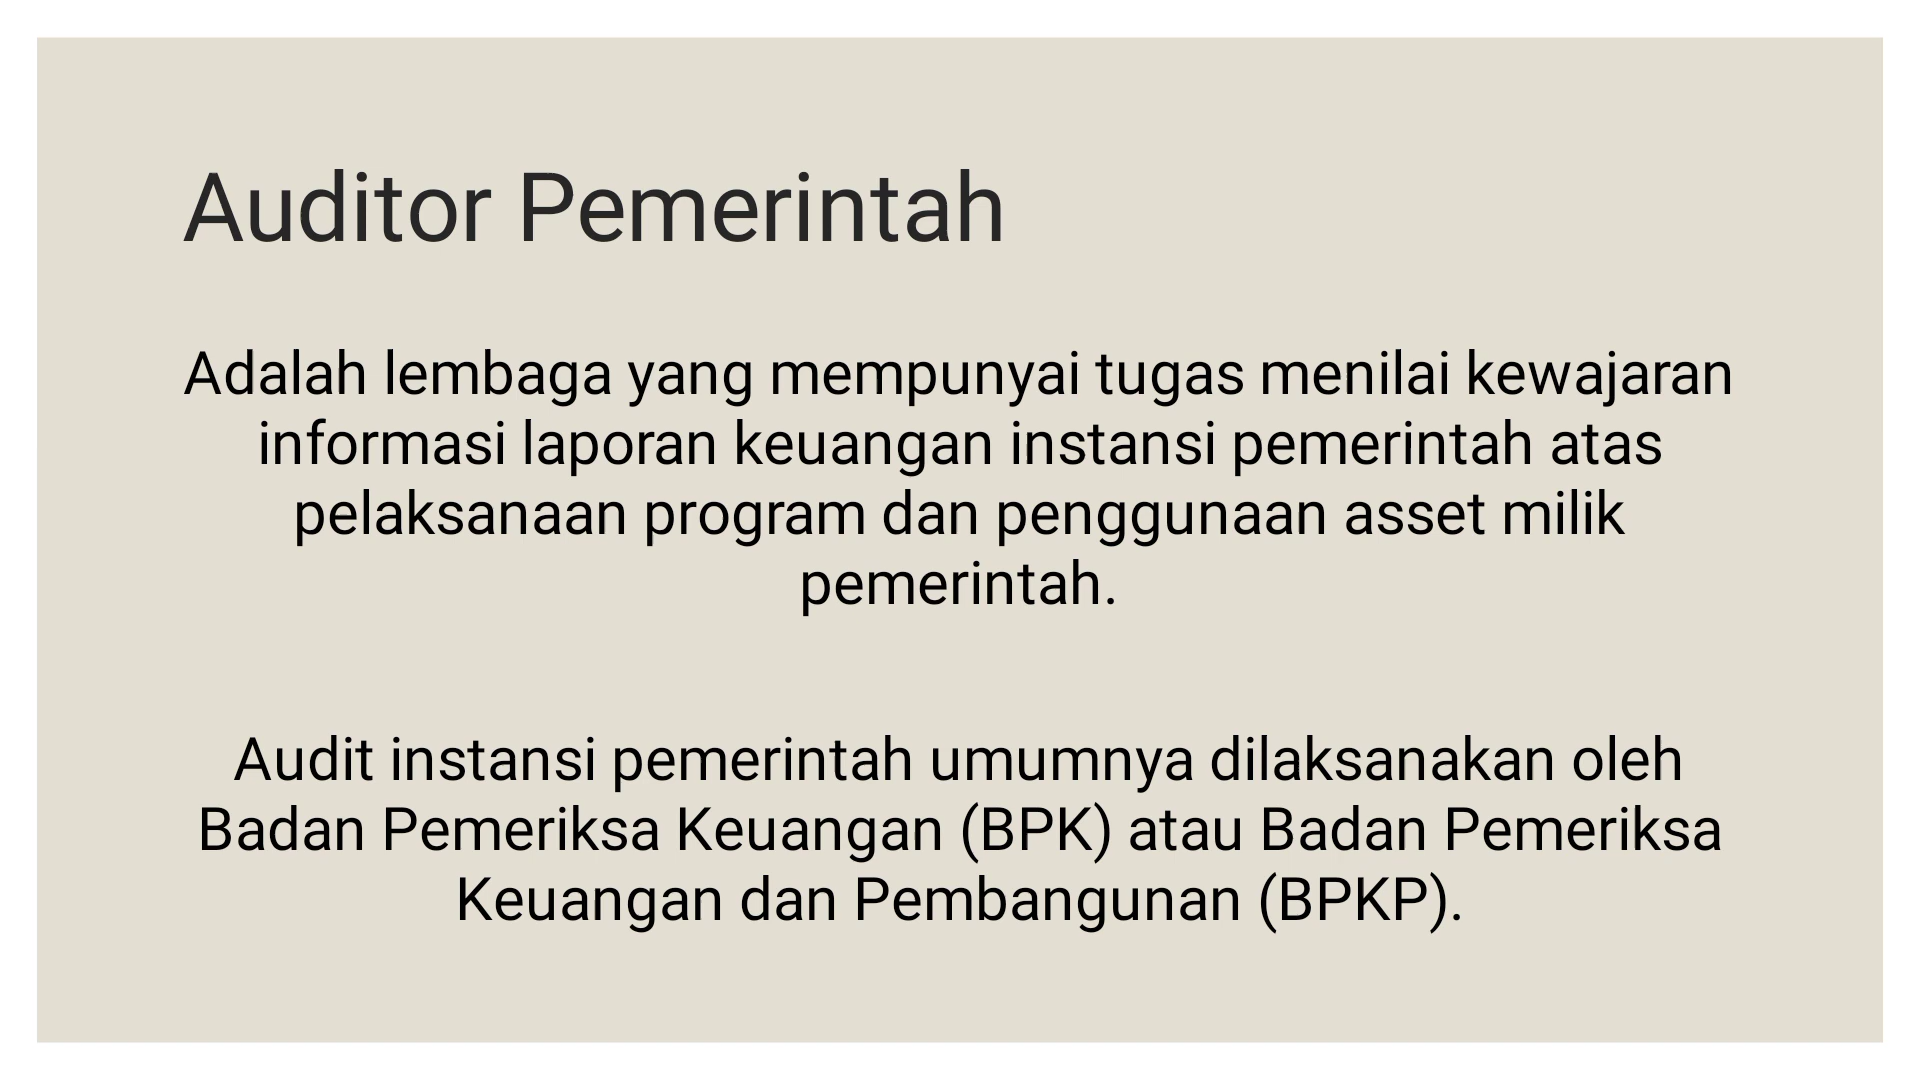 Auditor Pemerintah
Adalah lembaga yang mempunyai tugas menilai kewajaran
informasi laporan keuangan instansi pemerintah atas
pelaksanaan program dan penggunaan asset milik
pemerintah.
Audit instansi pemerintah umumnya dilaksanakan oleh
Badan Pemeriksa Keuangan (BPK) atau Badan Pemeriksa
Keuangan dan Pembangunan (BPKP).